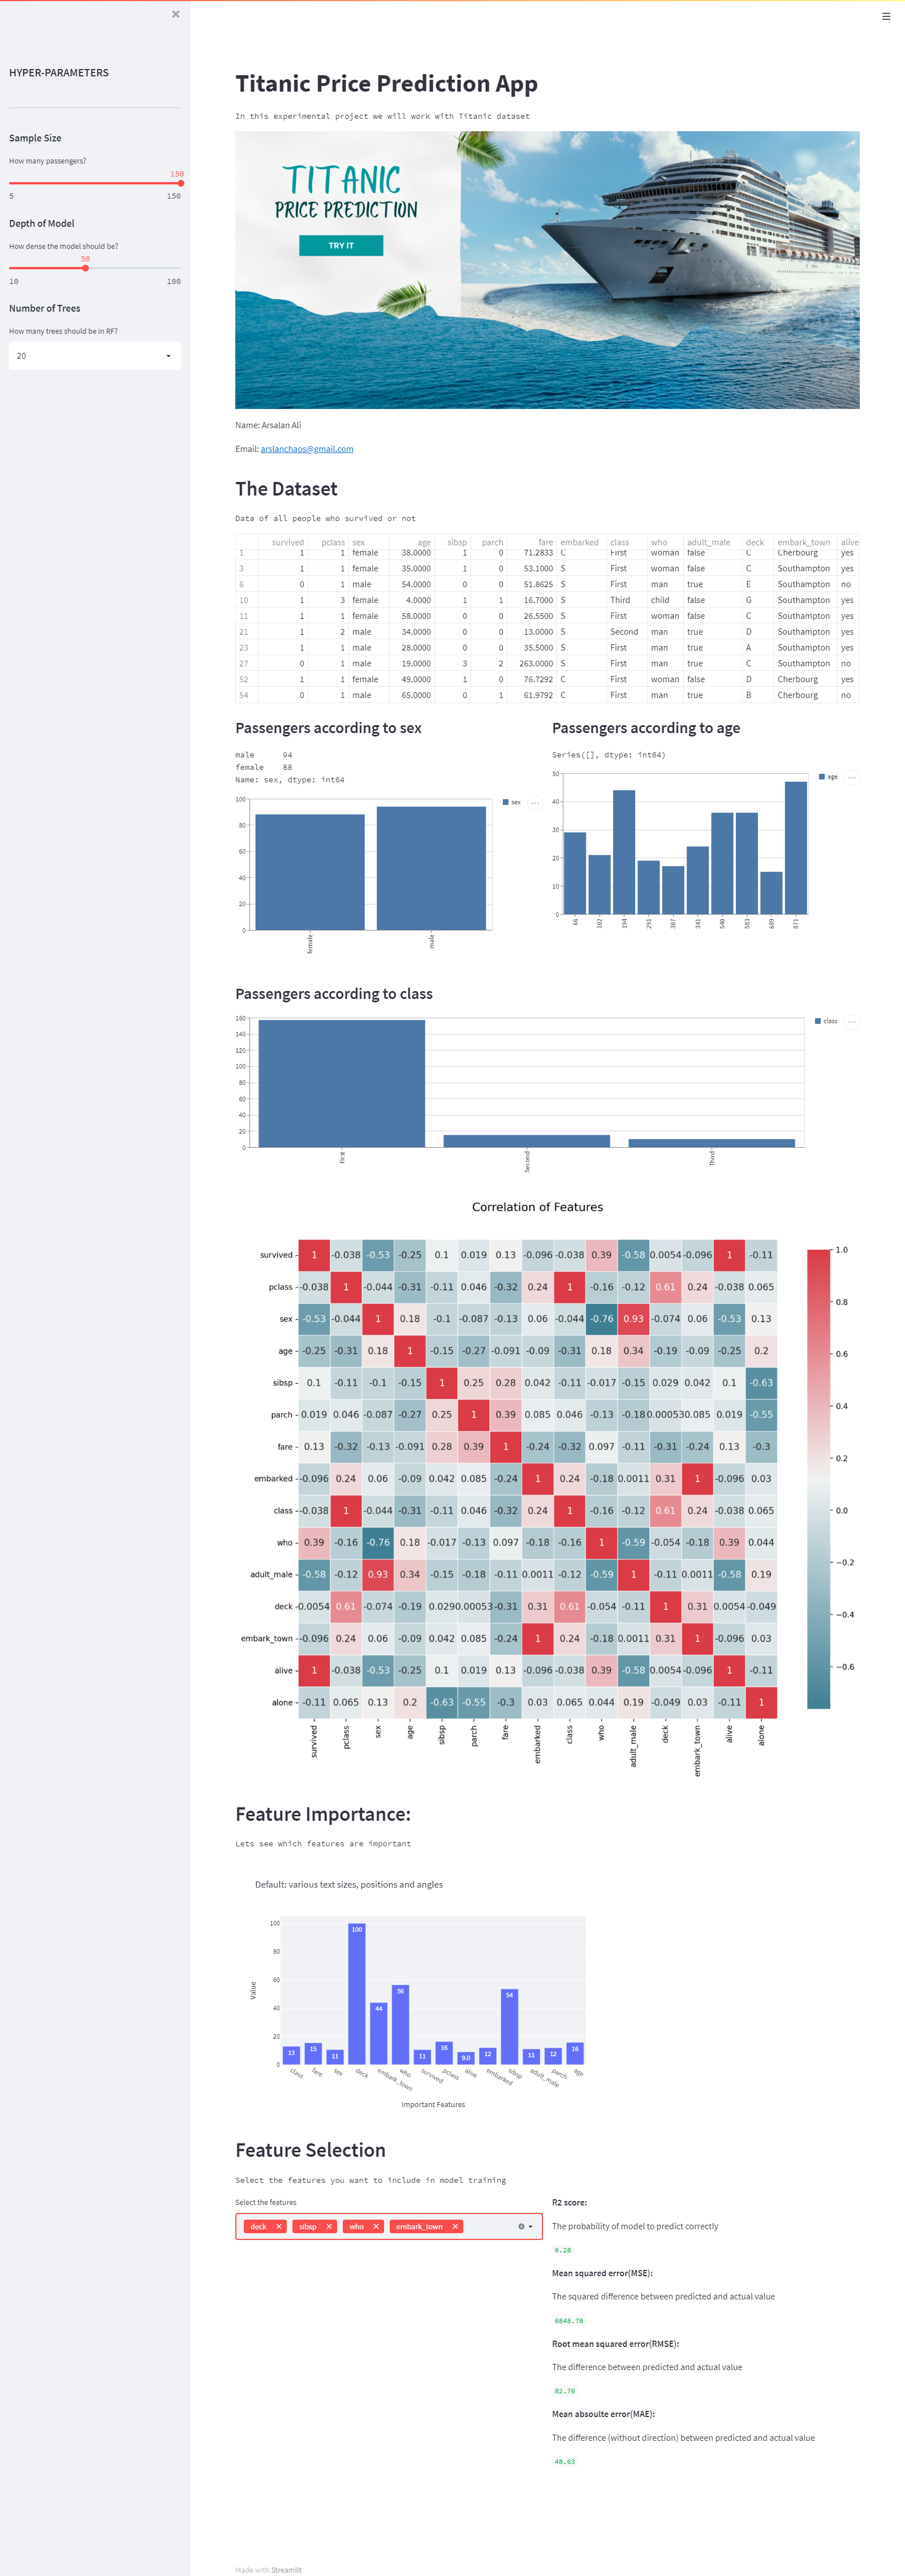 HYPER-PARAMETERS
Sample Size
How many passengers?
150
5 150
Depth of Model
How dense the model should be?
50
10 100
Number of Trees
How many trees should be in RF?
20
Titanic Price Prediction App
In this experimental project we will work with Titanic dataset
TITANIC
PRICE PREDICTION
TRY IT
Name: Arsalan Ali
Email: arslanchaos@gmail.com
The Dataset
Data of all people who survived or not
survived pclass sex age sibsp parch fare embarked class who adult_male deck embark_town alive
1 1 1 female 38.0000 1 0 71.2833 C First woman false C Cherbourg yes
3 1 1 female 35.0000 1 0 53.1000 S First woman false C Southampton yes
6 0 1 male 54.0000 0 0 51.8625 S First man true E Southampton no
10 1 3 female 4.0000 1 1 16.7000 S Third child false G Southampton yes
11 1 1 female 58.0000 0 0 26.5500 S First woman false C Southampton yes
21 1 2 male 34.0000 0 0 13.0000 S Second man true D Southampton yes
23 1 1 male 28.0000 0 0 35.5000 S First man true A Southampton yes
27 0 1 male 19.0000 3 2 263.0000 S First man true C Southampton no
52 1 1 female 49.0000 1 0 76.7292 C First woman false D Cherbourg yes
54 0 1 male 65.0000 0 1 61.9792 C First man true B Cherbourg no
Passengers according to sex
male 94
female 88
Name: sex, dtype: int64
100
80
60
40
20
0
female male
sex
Passengers according to age
Series([], dtype: int64)
50
40
30
20
10
0
66 102 194 291 307 341 540 583 689 871
age
Passengers according to class
160
140
120
100
80
60
40
20
0
First Second Third
class
Correlation of Features
survived 1 -0.038 -0.53 -0.25 0.1 0.019 0.13 -0.096 -0.038 0.39 -0.58 0.0054 -0.096 1 -0.11
pclass -0.038 1 -0.044 -0.31 -0.11 0.046 -0.32 0.24 1 -0.16 -0.12 0.61 0.24 -0.038 0.065
sex -0.53 -0.044 1 0.18 -0.1 -0.087 -0.13 0.06 -0.044 -0.76 0.93 -0.074 0.06 -0.53 0.13
age -0.25 -0.31 0.18 1 -0.15 -0.27 -0.091 -0.09 -0.31 0.18 0.34 -0.19 -0.09 -0.25 0.2
sibsp 0.1 -0.11 -0.1 -0.15 1 0.25 0.28 0.042 -0.11 -0.017 -0.15 0.029 0.042 0.1 -0.63
parch 0.019 0.046 -0.087 -0.27 0.25 1 0.39 0.085 0.046 -0.13 -0.18 0.00053 0.085 0.019 -0.55
fare 0.13 -0.32 -0.13 -0.091 0.28 0.39 1 -0.24 -0.32 0.097 -0.11 -0.31 -0.24 0.13 -0.3
embarked -0.096 0.24 0.06 -0.09 0.042 0.085 -0.24 1 0.24 -0.18 0.0011 0.31 1 -0.096 0.03
class -0.038 1 -0.044 -0.31 -0.11 0.046 -0.32 0.24 1 -0.16 -0.12 0.61 0.24 -0.038 0.065
who 0.39 -0.16 -0.76 0.18 -0.017 -0.13 0.097 -0.18 -0.16 1 -0.59 -0.054 -0.18 0.39 0.044
adult_male -0.58 -0.12 0.93 0.34 -0.15 -0.18 -0.11 0.0011 -0.12 -0.59 1 -0.11 0.0011 -0.58 0.19
deck 0.0054 0.61 -0.074 -0.19 0.029 0.00053 -0.31 0.31 0.61 -0.054 -0.11 1 0.31 0.0054 -0.049
embark_town -0.096 0.24 0.06 -0.09 0.042 0.085 -0.24 1 0.24 -0.18 0.0011 0.31 1 -0.096 0.03
alive 1 -0.038 -0.53 -0.25 0.1 0.019 0.13 -0.096 -0.038 0.39 -0.58 0.0054 -0.096 1 -0.11
alone -0.11 0.065 0.13 0.2 -0.63 -0.55 -0.3 0.03 0.065 0.044 0.19 -0.049 0.03 -0.11 1
survived pclass sex age sibsp parch fare embarked class who adult_male deck embark_town alive alone
1.0
0.8
0.6
0.4
0.2
0.0
−0.2
−0.4
−0.6
Feature Importance:
Lets see which features are important
Default: various text sizes, positions and angles
100
80
60
40
20
0
Value
13 15 11 100 44 56 11 16 9.0 12 54 11 12 16
class fare sex deck embark_town who survived pclass alive embarked sibsp adult_male parch age
Important Features
Feature Selection
Select the features you want to include in model training
Select the features
deck sibsp who embark_town
R2 score:
The probability of model to predict correctly
0.28
Mean squared error(MSE):
The squared difference between predicted and actual value
6848.78
Root mean squared error(RMSE):
The difference between predicted and actual value
82.76
Mean absoulte error(MAE):
The difference (without direction) between predicted and actual value
48.63
Made with Streamlit